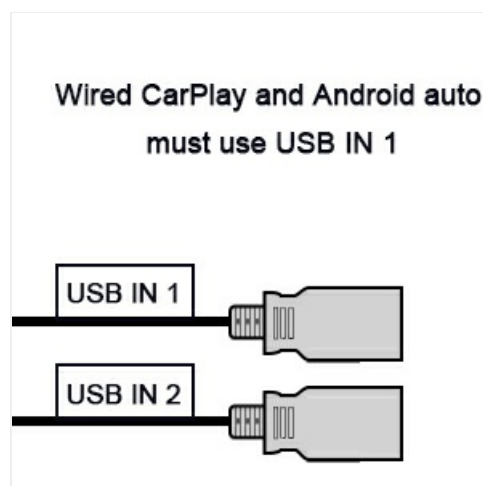 Wired CarPlay and Android auto
must use USB IN 1
USB IN 1
USB IN 2